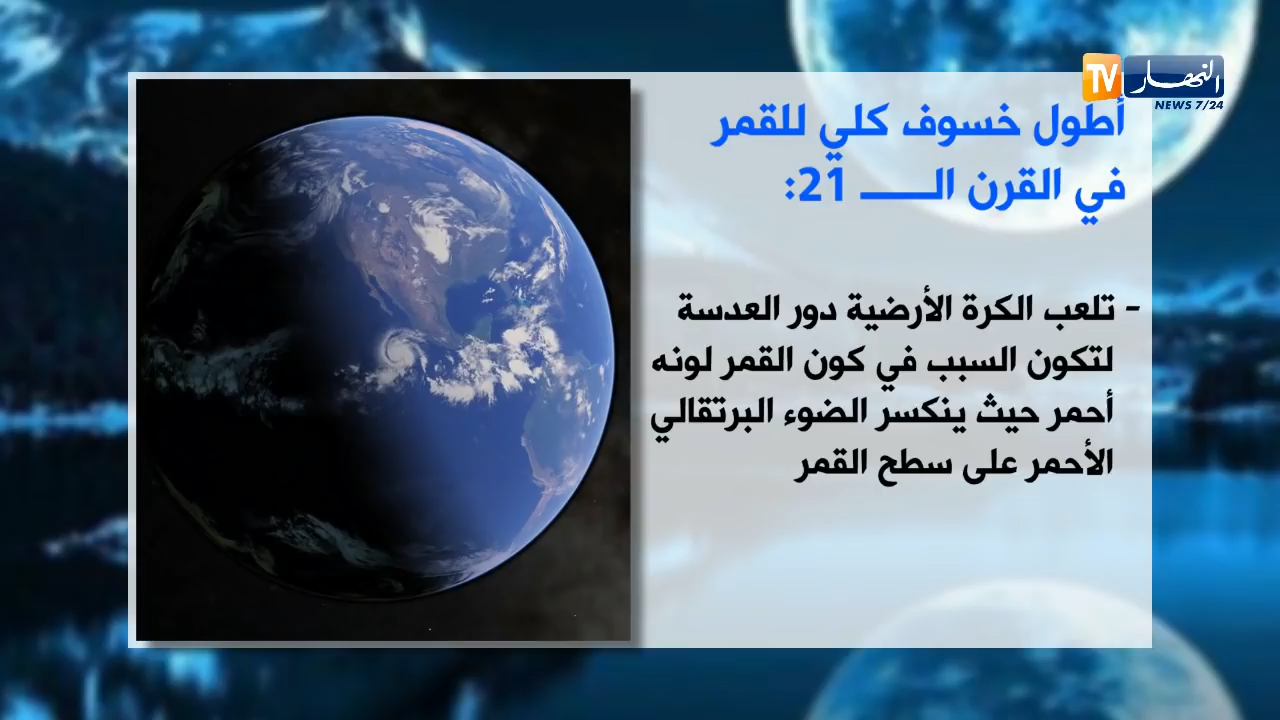 النهار TV
NEWS 7/24
أطول خسوف كلي للقمر
في القرن الـــــ 21:
- تلعب الكرة الأرضية دور العدسة
لتكون السبب في كون القمر لونه
أحمر حيث ينكسر الضوء البرتقالي
الأحمر على سطح القمر